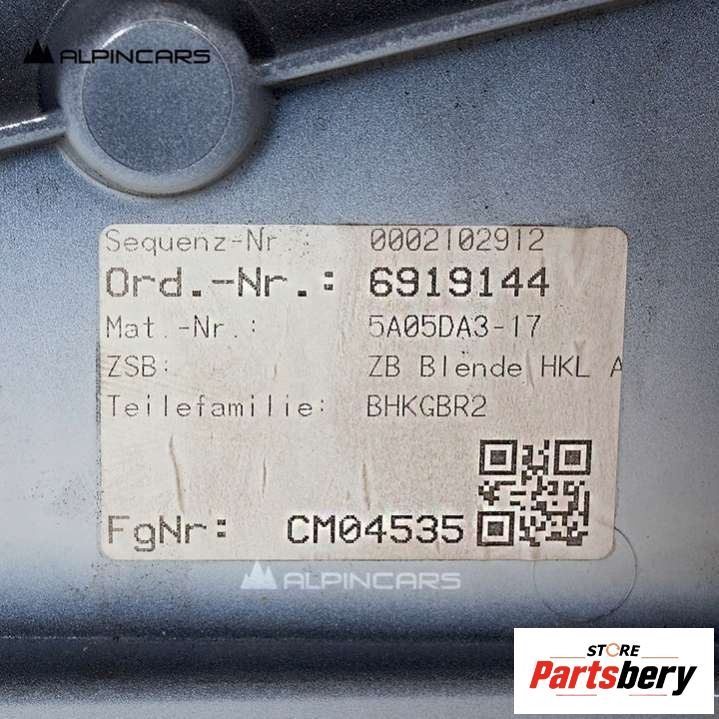 ALPINCARS
Sequenz-Nr.: 0002102912
Ord.-Nr.: 6919144
Mat.-Nr.: 5A05DA3-17
ZSB: ZB Blende HKL A
Teilefamilie: BHKGBR2
FgNr: CM04535
ALPINCARS
STORE
Partsbery